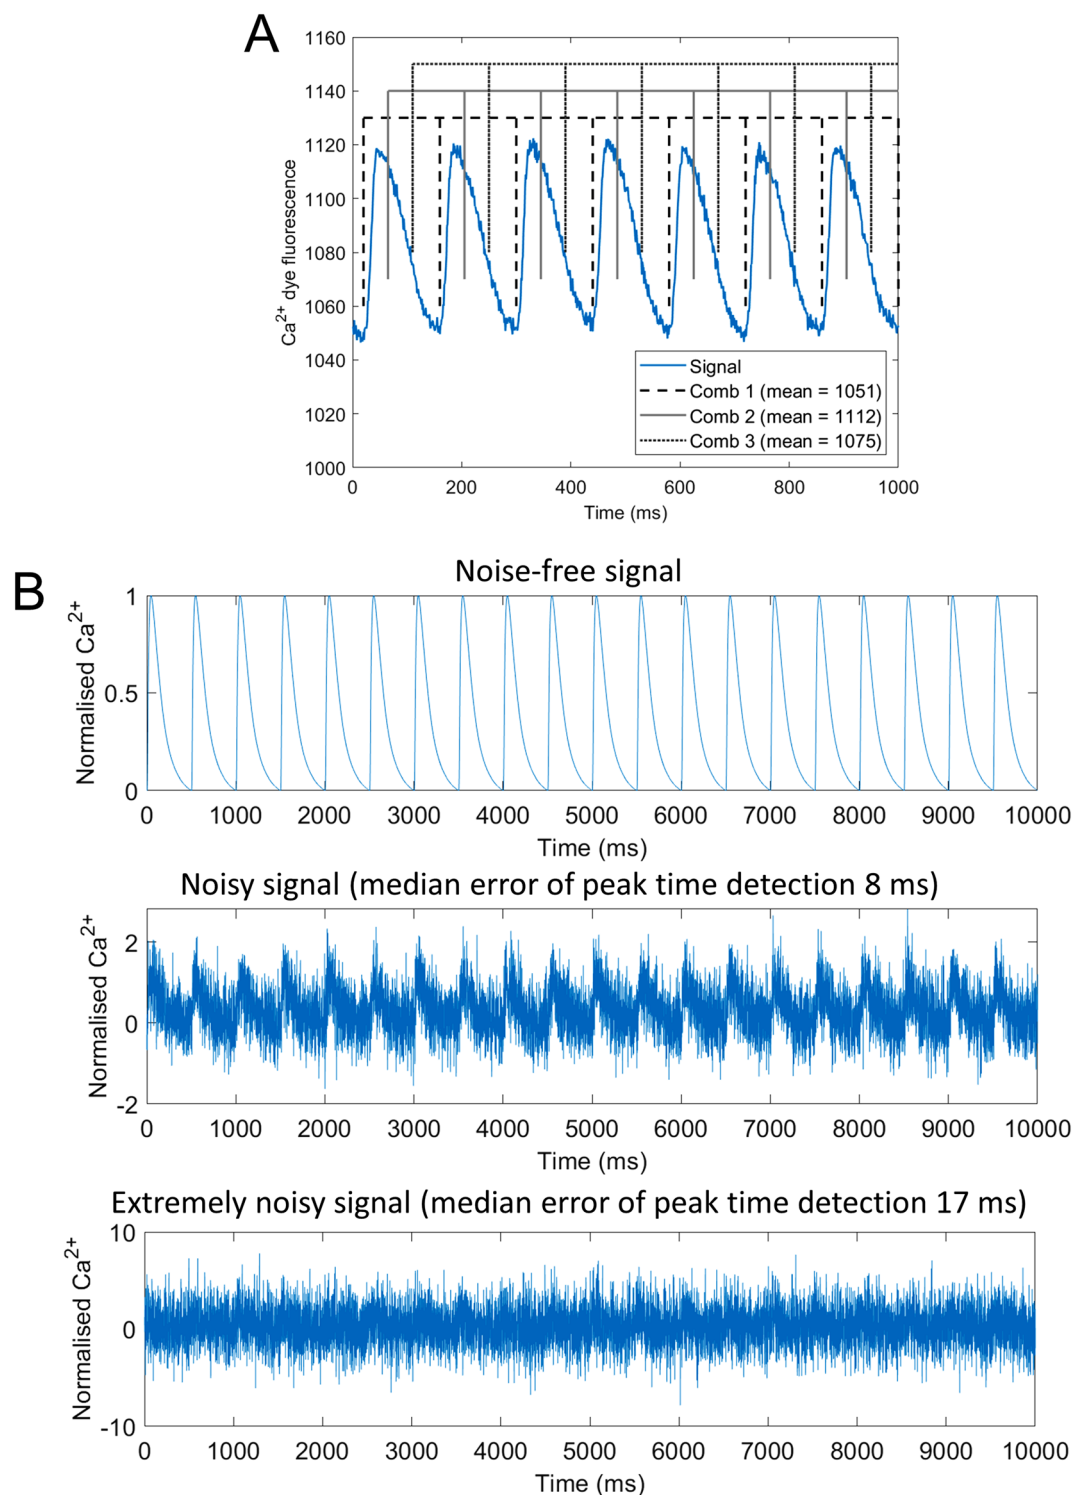 A
1160
1140
1120
1100
1080
1060
1040
1020
1000
Ca2+ dye fluorescence
Signal
Comb 1 (mean = 1051)
Comb 2 (mean = 1112)
Comb 3 (mean = 1075)
0 200 400 600 800 1000
Time (ms)
B
Noise-free signal
1
0.5
0
Normalised Ca2+
0 1000 2000 3000 4000 5000 6000 7000 8000 9000 10000
Time (ms)
Noisy signal (median error of peak time detection 8 ms)
2
0
-2
Normalised Ca2+
0 1000 2000 3000 4000 5000 6000 7000 8000 9000 10000
Time (ms)
Extremely noisy signal (median error of peak time detection 17 ms)
10
0
-10
Normalised Ca2+
0 1000 2000 3000 4000 5000 6000 7000 8000 9000 10000
Time (ms)